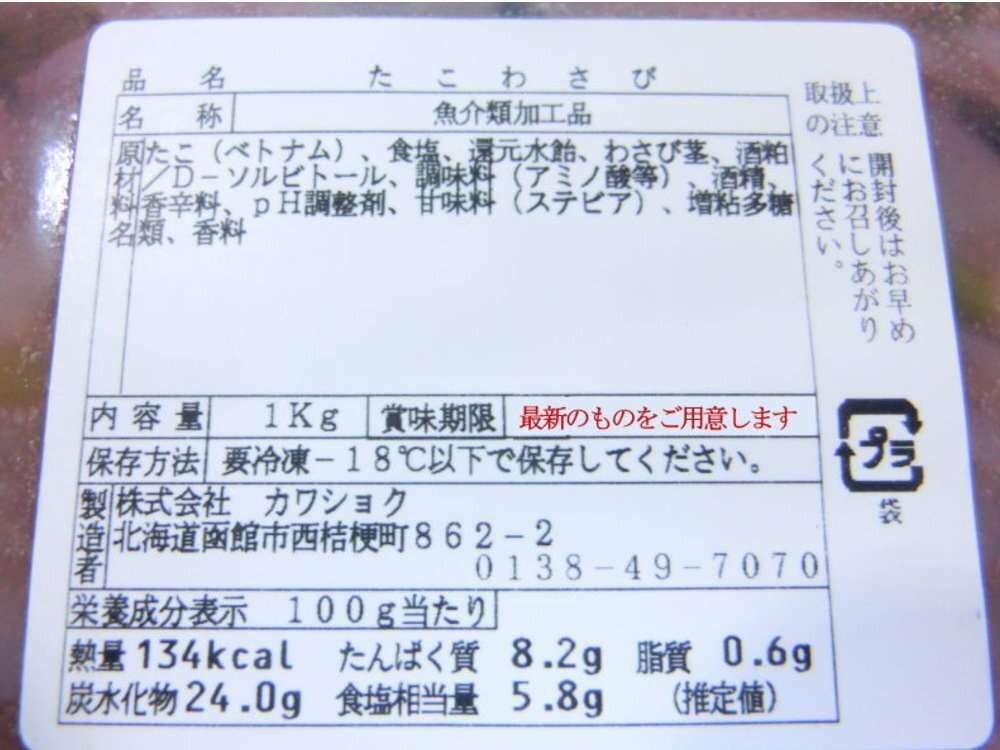 品名 たこわさび
名称 魚介類加工品
原材料名
たこ（ベトナム）、食塩、還元水飴、わさび茎、酒粕
／Ｄ－ソルビトール、調味料（アミノ酸等）、酒精、
香辛料、ｐＨ調整剤、甘味料（ステビア）、増粘多糖
類、香料
内容量 １Ｋｇ 賞味期限 最新のものをご用意します
保存方法 要冷凍－１８℃以下で保存してください。
製造者
株式会社 カワショク
北海道函館市西桔梗町８６２－２
０１３８－４９－７０７０
栄養成分表示 １００ｇ当たり
熱量 134kcal たんぱく質 8.2g 脂質 0.6g
炭水化物 24.0g 食塩相当量 5.8g （推定値）
取扱上
の注意
開封後はお早め
にお召しあがり
ください。
プラ
袋